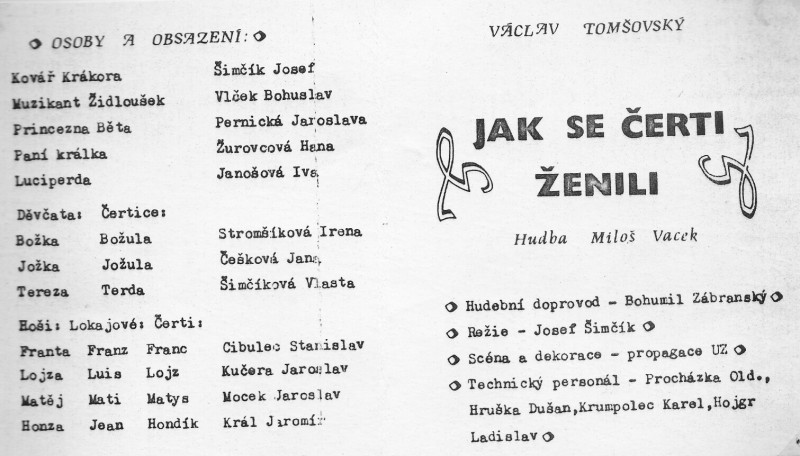 OSOBY A OBSAZENÍ:
Kovář Krákora Šimčík Josef
Muzikant Židloušek Vlček Bohuslav
Princezna Běta Pernická Jaroslava
Paní králka Žurovcová Hana
Luciperda Janošová Iva
Děvčata: Čertice:
Božka Božula Stromšíková Irena
Jožka Jožula Češková Jana
Tereza Terda Šimčíková Vlasta
Hoši: Lokajové: Čerti:
Franta Franz Franc Cibulec Stanislav
Lojza Luis Lojz Kučera Jaroslav
Matěj Mati Matys Mocek Jaroslav
Honza Jean Hondík Král Jaromír
VÁCLAV TOMŠOVSKÝ
JAK SE ČERTI
ŽENILI
Hudba Miloš Vacek
Hudební doprovod - Bohumil Zábranský
Režie - Josef Šimčík
Scéna a dekorace - propagace UZ
Technický personál - Procházka Old.,
Hruška Dušan,Krumpolec Karel,Hojgr
Ladislav